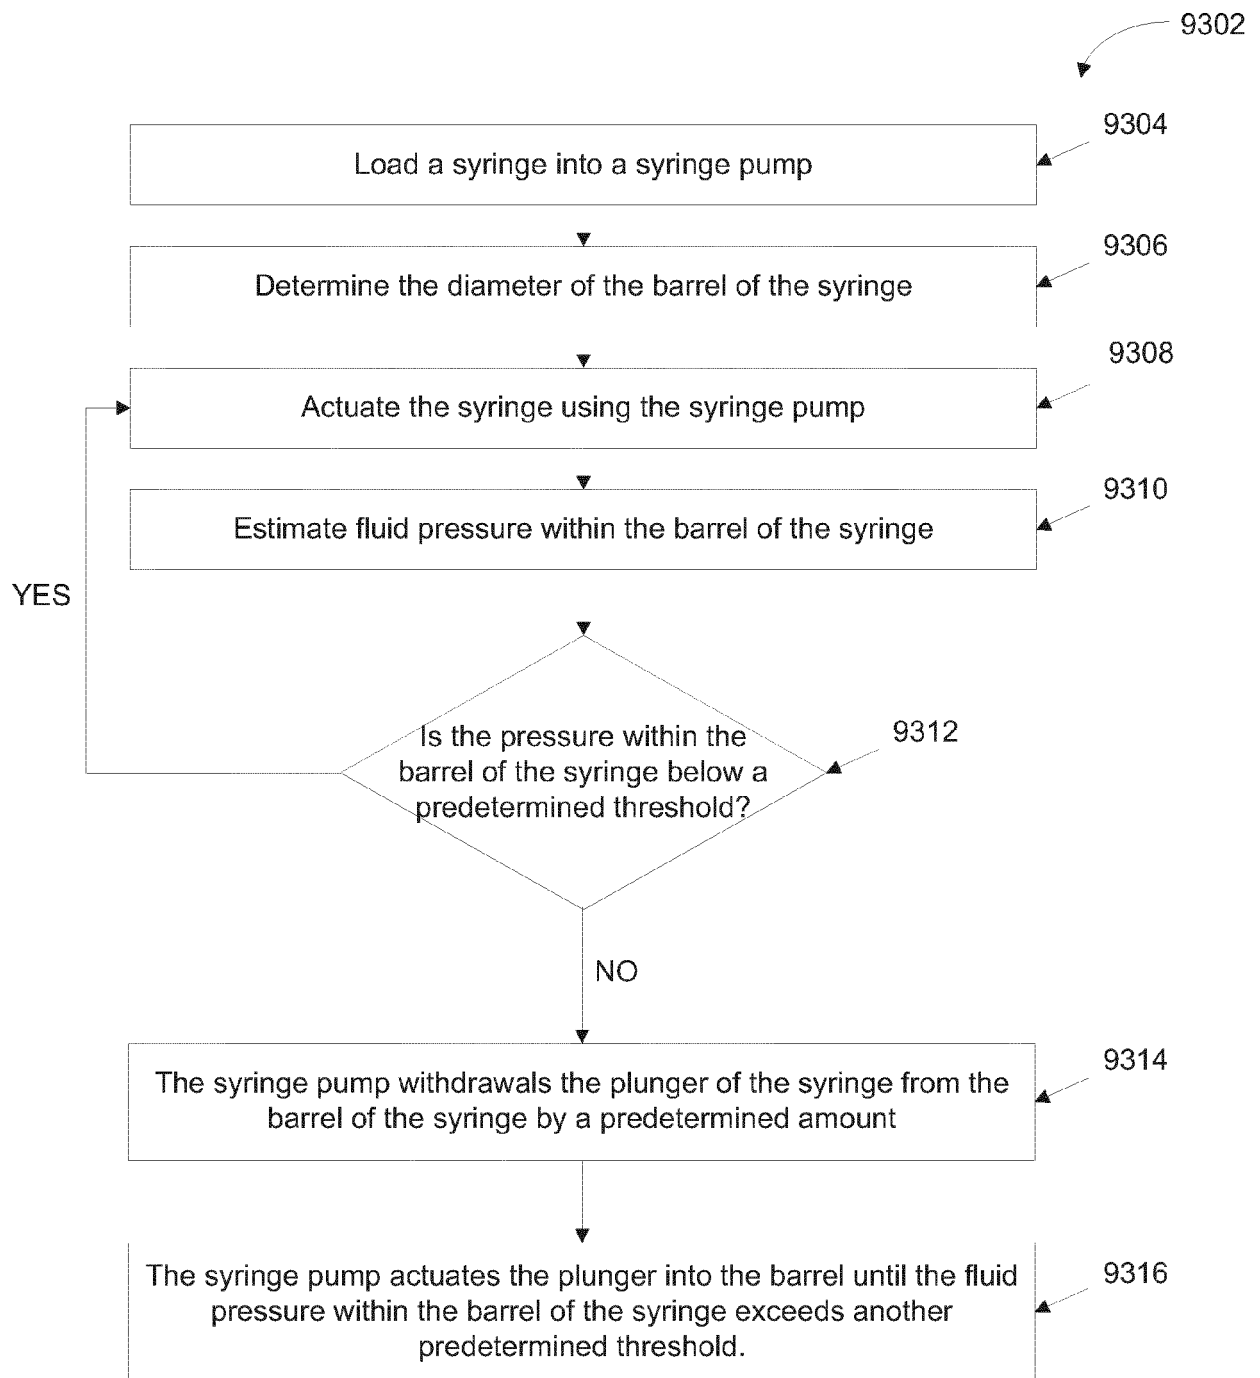 9302
9304
Load a syringe into a syringe pump
9306
Determine the diameter of the barrel of the syringe
9308
Actuate the syringe using the syringe pump
9310
Estimate fluid pressure within the barrel of the syringe
YES
9312
Is the pressure within the
barrel of the syringe below a
predetermined threshold?
NO
9314
The syringe pump withdrawals the plunger of the syringe from the
barrel of the syringe by a predetermined amount
9316
The syringe pump actuates the plunger into the barrel until the fluid
pressure within the barrel of the syringe exceeds another
predetermined threshold.